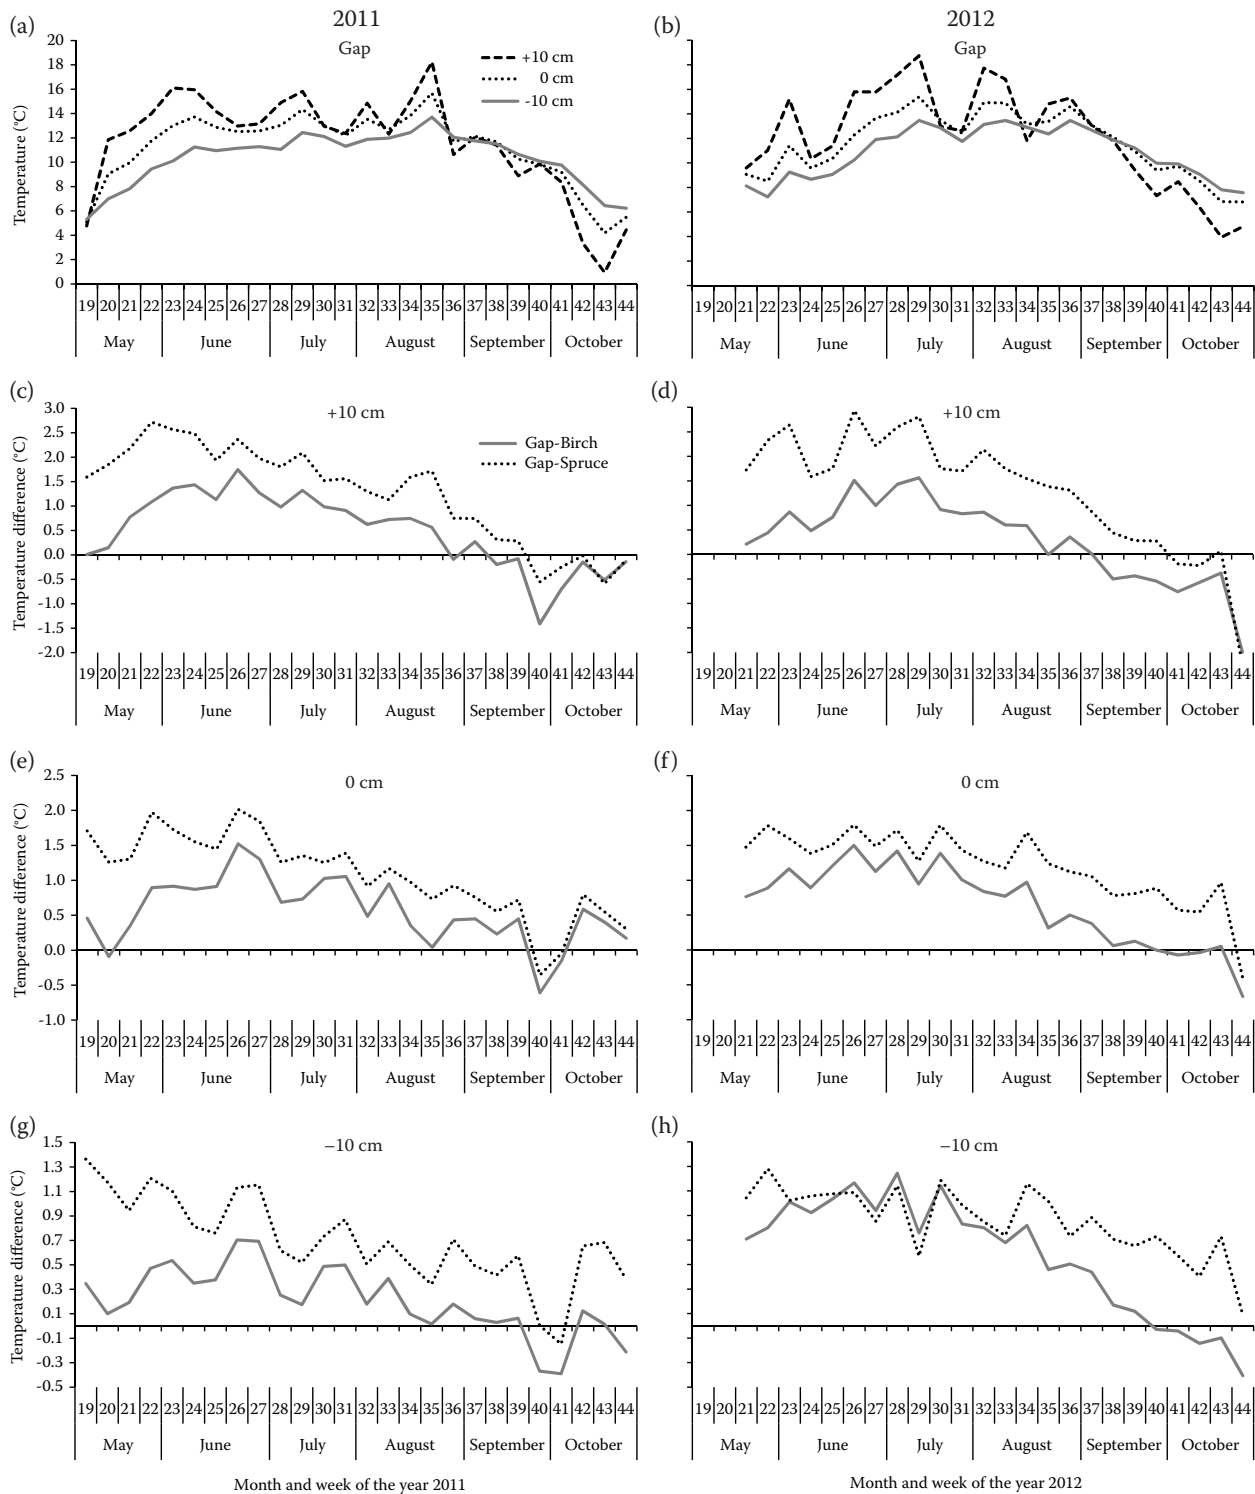 2011
2012
(a)
Gap
(b)
Gap
20
18
16
14
12
10
8
6
4
2
0
Temperature (°C)
+10 cm
0 cm
-10 cm
19 20 21 22 23 24 25 26 27 28 29 30 31 32 33 34 35 36 37 38 39 40 41 42 43 44
May June July August September October
19 20 21 22 23 24 25 26 27 28 29 30 31 32 33 34 35 36 37 38 39 40 41 42 43 44
May June July August September October
(c)
+10 cm
(d)
+10 cm
3.0
2.5
2.0
1.5
1.0
0.5
0.0
-0.5
-1.0
-1.5
-2.0
Temperature difference (°C)
Gap-Birch
Gap-Spruce
19 20 21 22 23 24 25 26 27 28 29 30 31 32 33 34 35 36 37 38 39 40 41 42 43 44
May June July August September October
19 20 21 22 23 24 25 26 27 28 29 30 31 32 33 34 35 36 37 38 39 40 41 42 43 44
May June July August September October
(e)
0 cm
(f)
0 cm
2.5
2.0
1.5
1.0
0.5
0.0
-0.5
-1.0
Temperature difference (°C)
19 20 21 22 23 24 25 26 27 28 29 30 31 32 33 34 35 36 37 38 39 40 41 42 43 44
May June July August September October
19 20 21 22 23 24 25 26 27 28 29 30 31 32 33 34 35 36 37 38 39 40 41 42 43 44
May June July August September October
(g)
−10 cm
(h)
−10 cm
1.5
1.3
1.1
0.9
0.7
0.5
0.3
0.1
-0.1
-0.3
-0.5
Temperature difference (°C)
19 20 21 22 23 24 25 26 27 28 29 30 31 32 33 34 35 36 37 38 39 40 41 42 43 44
May June July August September October
19 20 21 22 23 24 25 26 27 28 29 30 31 32 33 34 35 36 37 38 39 40 41 42 43 44
May June July August September October
Month and week of the year 2011
Month and week of the year 2012